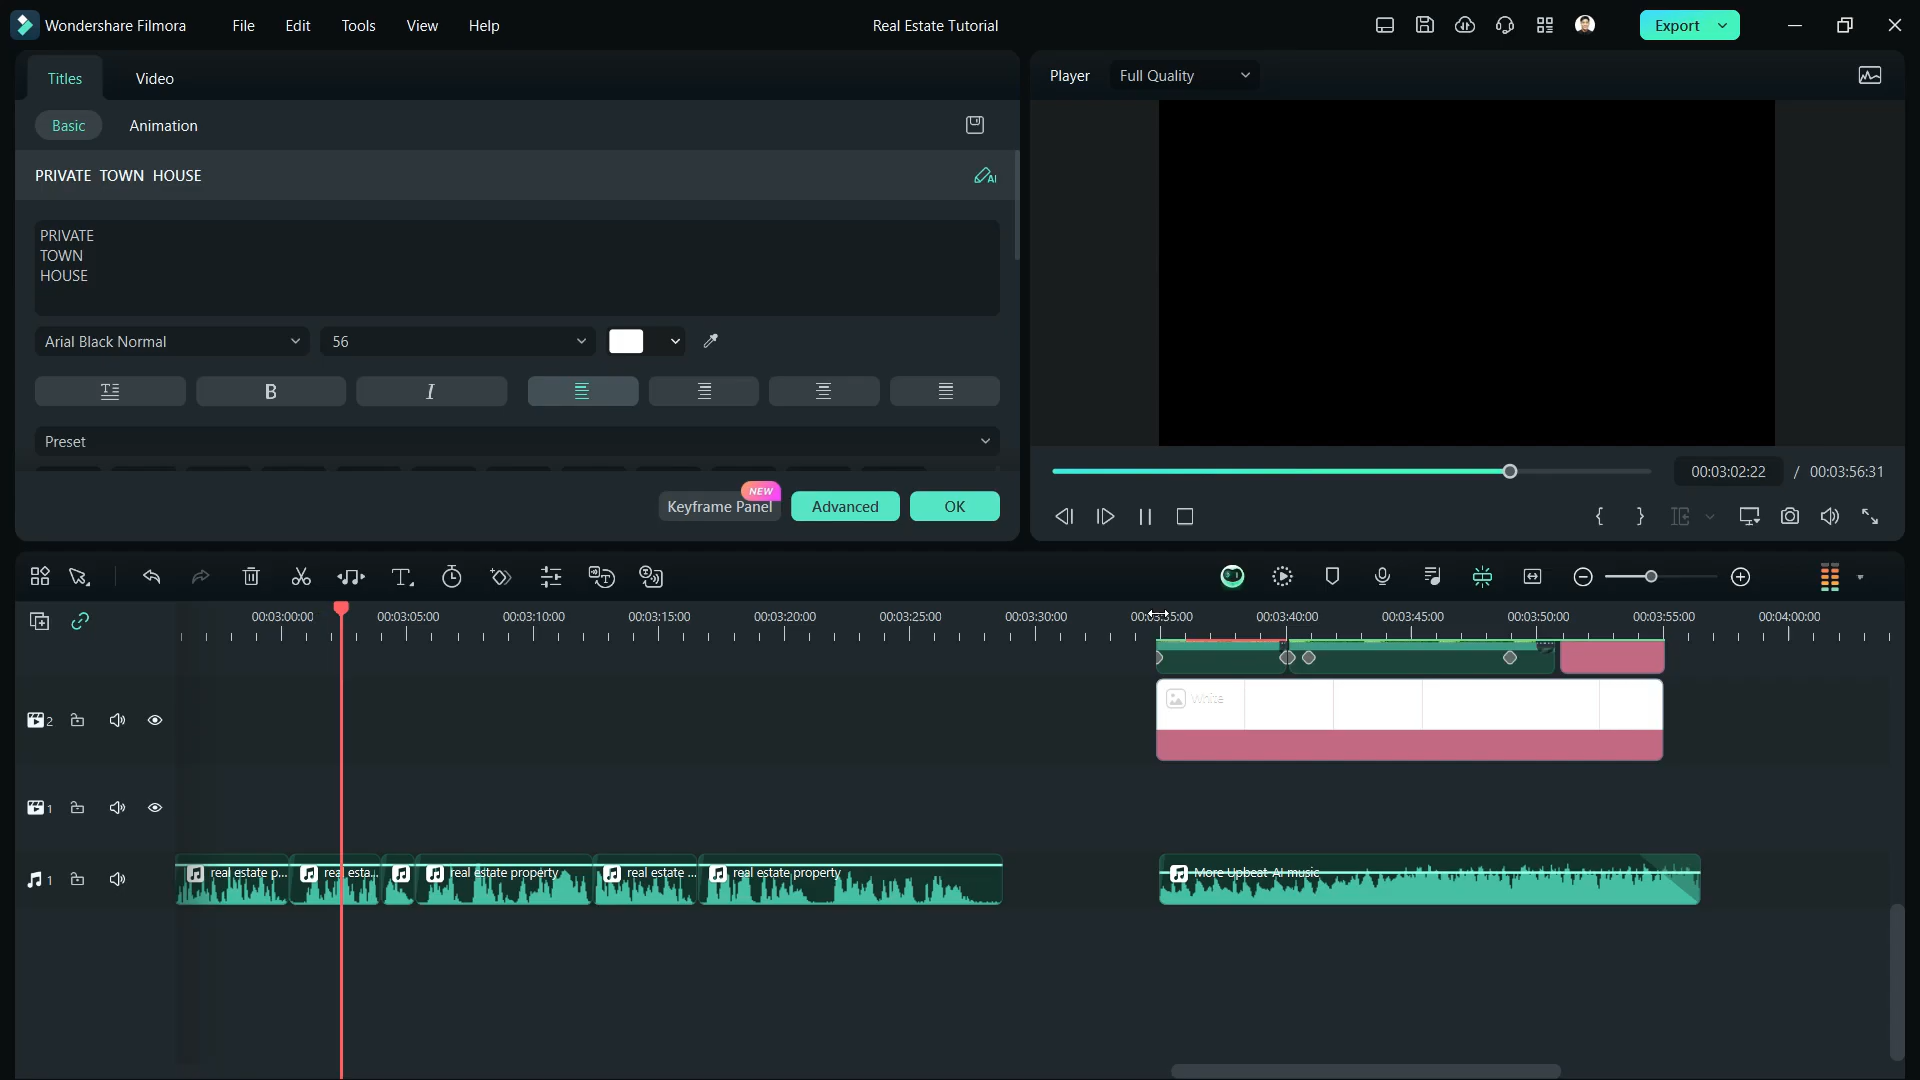 Wondershare Filmora
File
Edit
Tools
View
Help
Real Estate Tutorial
Export
Titles
Video
Player
Full Quality
Basic
Animation
PRIVATE TOWN HOUSE
AI
PRIVATE
TOWN
HOUSE
Arial Black Normal
56
B
I
Preset
NEW
Keyframe Panel
Advanced
OK
00:03:02:22 / 00:03:56:31
00:03:00:00
00:03:05:00
00:03:10:00
00:03:15:00
00:03:20:00
00:03:25:00
00:03:30:00
00:03:35:00
00:03:40:00
00:03:45:00
00:03:50:00
00:03:55:00
00:04:00:00
2
White
1
1
real estate p...
real esta...
real estate property
real estate ...
real estate property
More Upbeat-AI music